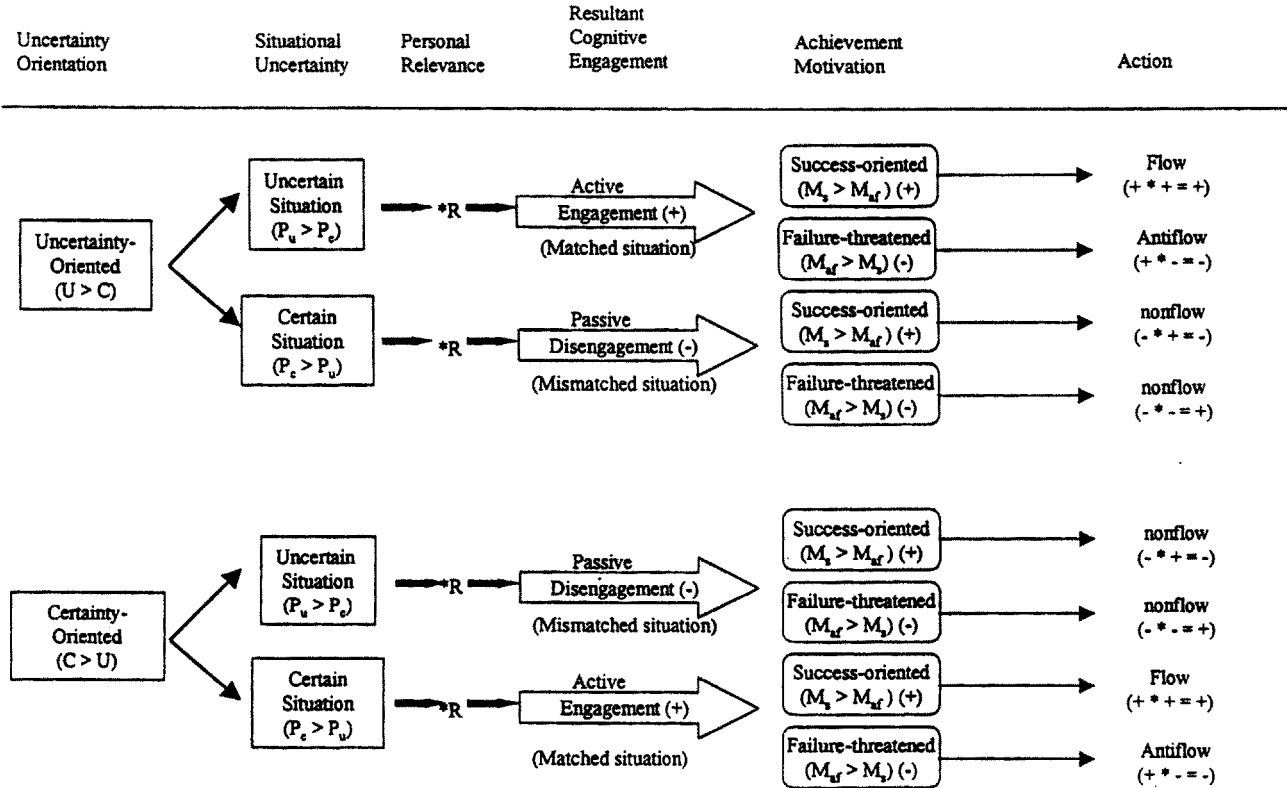 Uncertainty
Orientation
Situational
Uncertainty
Personal
Relevance
Resultant
Cognitive
Engagement
Achievement
Motivation
Action
Uncertainty-
Oriented
(U > C)
Uncertain
Situation
(Pu > Pc)
*R
Active
Engagement (+)
(Matched situation)
Success-oriented
(Ms > Maf) (+)
Flow
(+ * + = +)
Failure-threatened
(Maf > Ms) (-)
Antiflow
(+ * - = -)
Certain
Situation
(Pc > Pu)
*R
Passive
Disengagement (-)
(Mismatched situation)
Success-oriented
(Ms > Maf) (+)
nonflow
(- * + = -)
Failure-threatened
(Maf > Ms) (-)
nonflow
(- * - = +)
Certainty-
Oriented
(C > U)
Uncertain
Situation
(Pu > Pc)
*R
Passive
Disengagement (-)
(Mismatched situation)
Success-oriented
(Ms > Maf) (+)
nonflow
(- * + = -)
Failure-threatened
(Maf > Ms) (-)
nonflow
(- * - = +)
Certain
Situation
(Pc > Pu)
*R
Active
Engagement (+)
(Matched situation)
Success-oriented
(Ms > Maf) (+)
Flow
(+ * + = +)
Failure-threatened
(Maf > Ms) (-)
Antiflow
(+ * - = -)